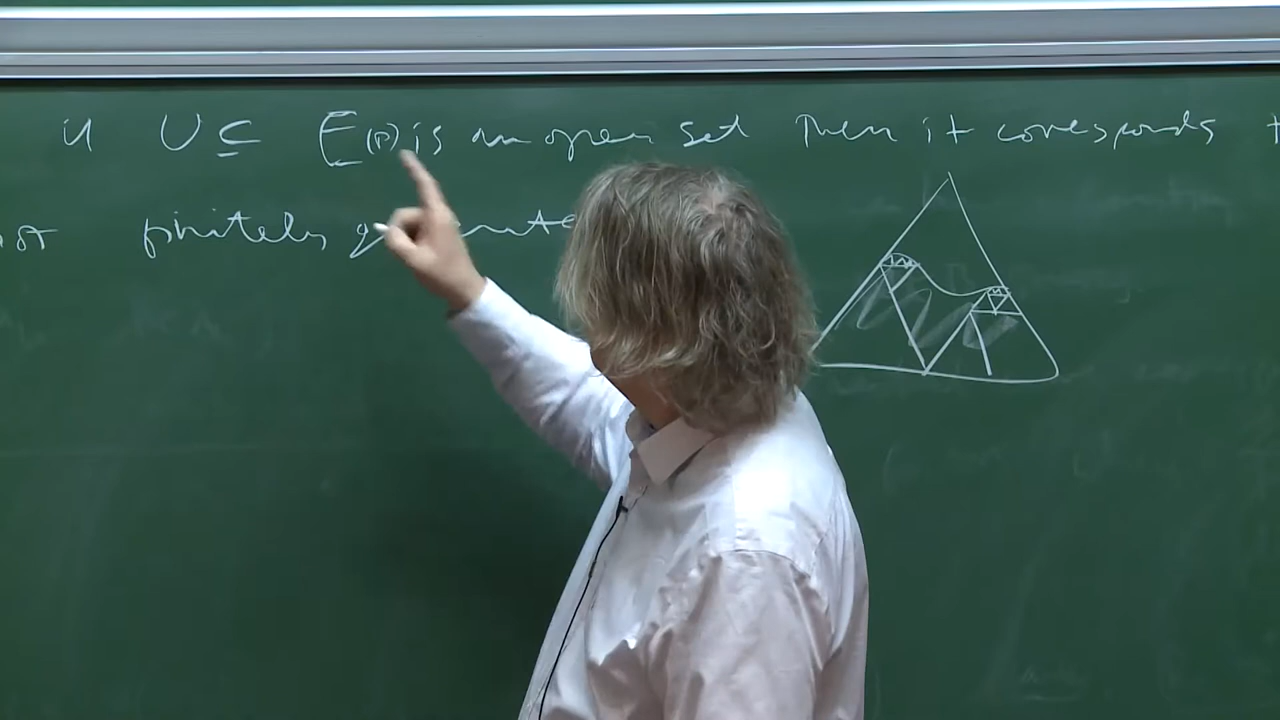 if U ⊆ E(P) is an open set then it corresponds
finitely